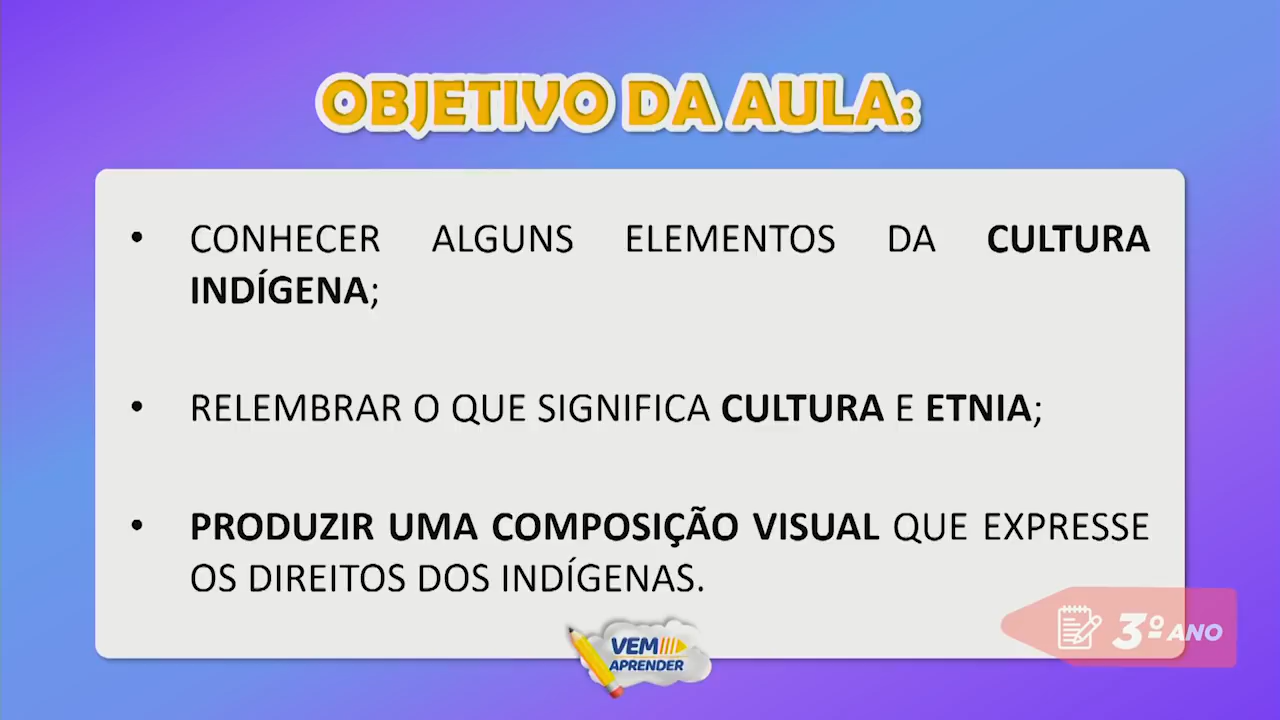 OBJETIVO DA AULA:
• CONHECER ALGUNS ELEMENTOS DA CULTURA
INDÍGENA;
• RELEMBRAR O QUE SIGNIFICA CULTURA E ETNIA;
• PRODUZIR UMA COMPOSIÇÃO VISUAL QUE EXPRESSE
OS DIREITOS DOS INDÍGENAS.
VEM
APRENDER
3º ANO